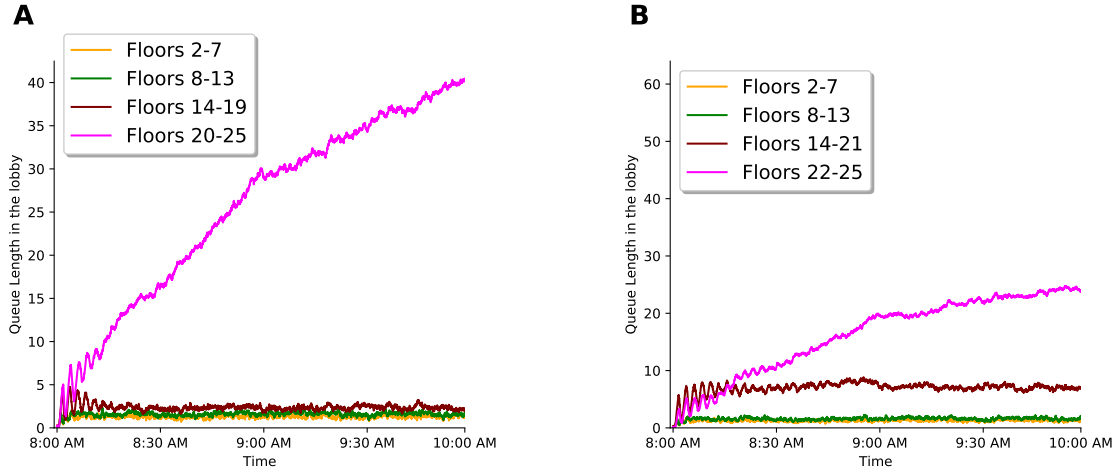 A
Floors 2-7
Floors 8-13
Floors 14-19
Floors 20-25
Queue Length in the lobby
40
35
30
25
20
15
10
5
0
8:00 AM
8:30 AM
9:00 AM
9:30 AM
10:00 AM
Time
B
Floors 2-7
Floors 8-13
Floors 14-21
Floors 22-25
Queue Length in the lobby
60
50
40
30
20
10
0
8:00 AM
8:30 AM
9:00 AM
9:30 AM
10:00 AM
Time